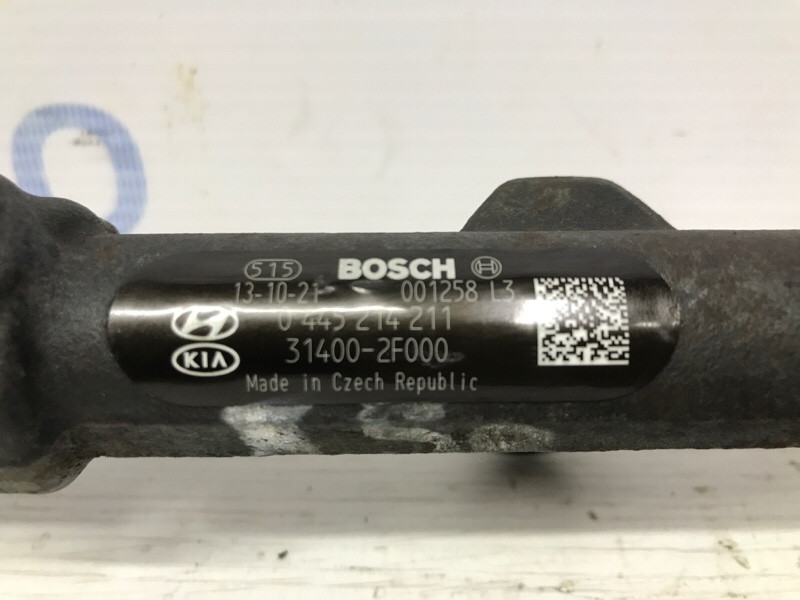 515 BOSCH
13-10-21 001258 L3
0 445 214 211
KIA 31400-2F000
Made in Czech Republic